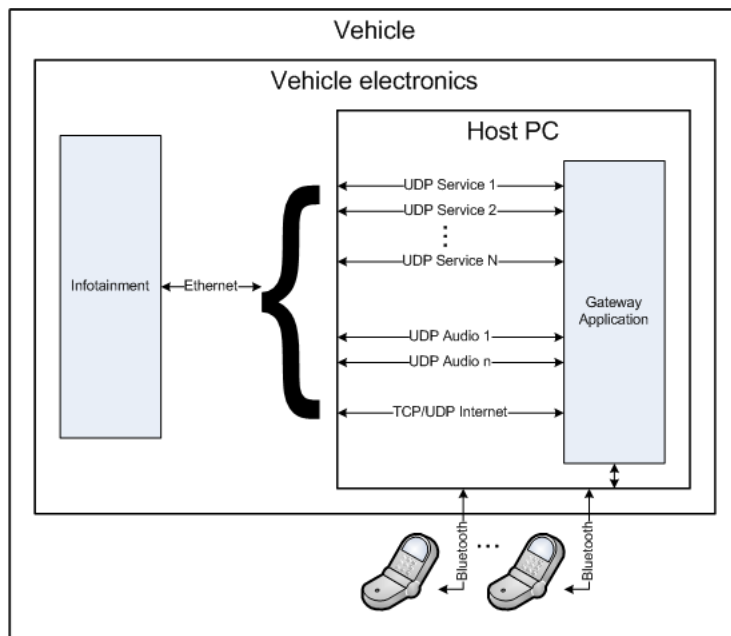 Vehicle
Vehicle electronics
Host PC
UDP Service 1
UDP Service 2
UDP Service N
Infotainment
Ethernet
Gateway
Application
UDP Audio 1
UDP Audio n
TCP/UDP Internet
Bluetooth
...
Bluetooth